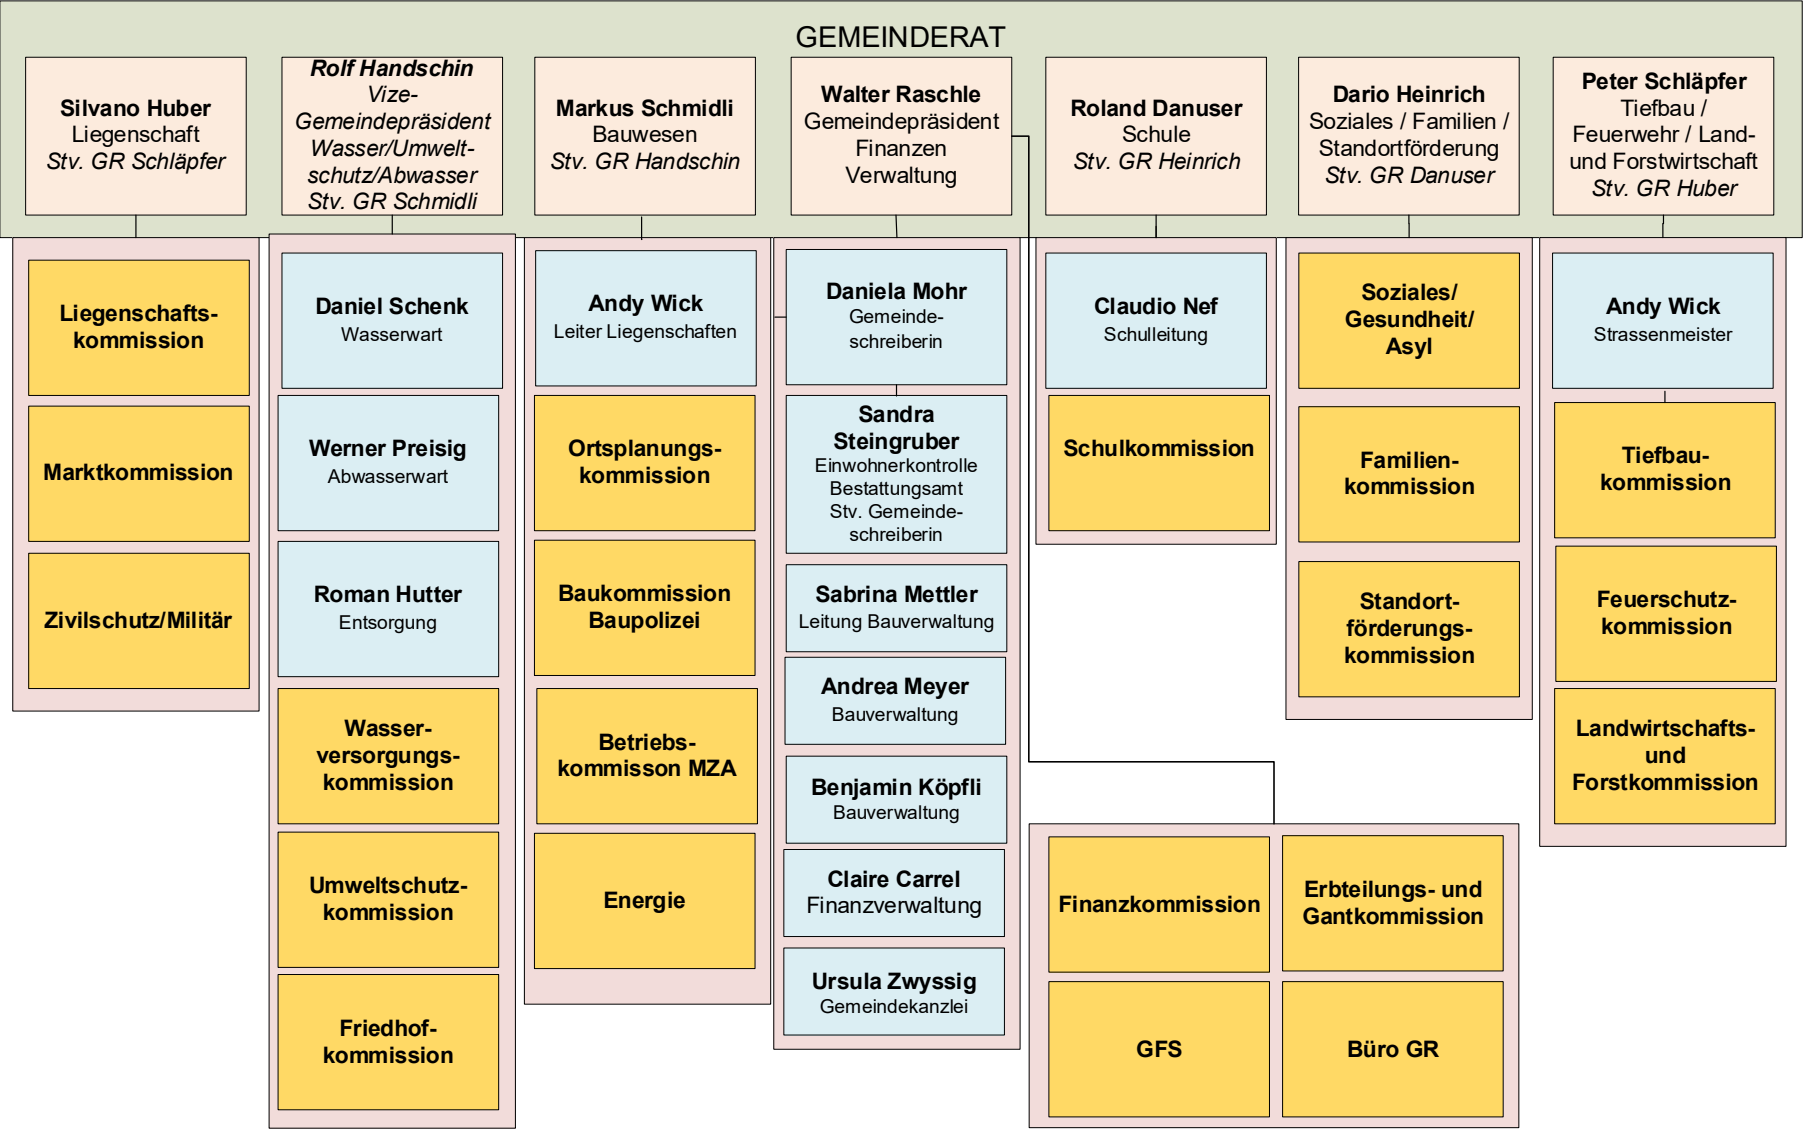 GEMEINDERAT
Silvano Huber
Liegenschaft
Stv. GR Schläpfer
Rolf Handschin
Vize-
Gemeindepräsident
Wasser/Umwelt-
schutz/Abwasser
Stv. GR Schmidli
Markus Schmidli
Bauwesen
Stv. GR Handschin
Walter Raschle
Gemeindepräsident
Finanzen
Verwaltung
Roland Danuser
Schule
Stv. GR Heinrich
Dario Heinrich
Soziales / Familien /
Standortförderung
Stv. GR Danuser
Peter Schläpfer
Tiefbau /
Feuerwehr / Land-
und Forstwirtschaft
Stv. GR Huber
Liegenschafts-
kommission
Marktkommission
Zivilschutz/Militär
Daniel Schenk
Wasserwart
Werner Preisig
Abwasserwart
Roman Hutter
Entsorgung
Wasser-
versorgungs-
kommission
Umweltschutz-
kommission
Friedhof-
kommission
Andy Wick
Leiter Liegenschaften
Ortsplanungs-
kommission
Baukommission
Baupolizei
Betriebs-
kommisson MZA
Energie
Daniela Mohr
Gemeinde-
schreiberin
Sandra
Steingruber
Einwohnerkontrolle
Bestattungsamt
Stv. Gemeinde-
schreiberin
Sabrina Mettler
Leitung Bauverwaltung
Andrea Meyer
Bauverwaltung
Benjamin Köpfli
Bauverwaltung
Claire Carrel
Finanzverwaltung
Ursula Zwyssig
Gemeindekanzlei
Claudio Nef
Schulleitung
Schulkommission
Soziales/
Gesundheit/
Asyl
Familien-
kommission
Standort-
förderungs-
kommission
Andy Wick
Strassenmeister
Tiefbau-
kommission
Feuerschutz-
kommission
Landwirtschafts-
und
Forstkommission
Finanzkommission
Erbteilungs- und
Gantkommission
GFS
Büro GR